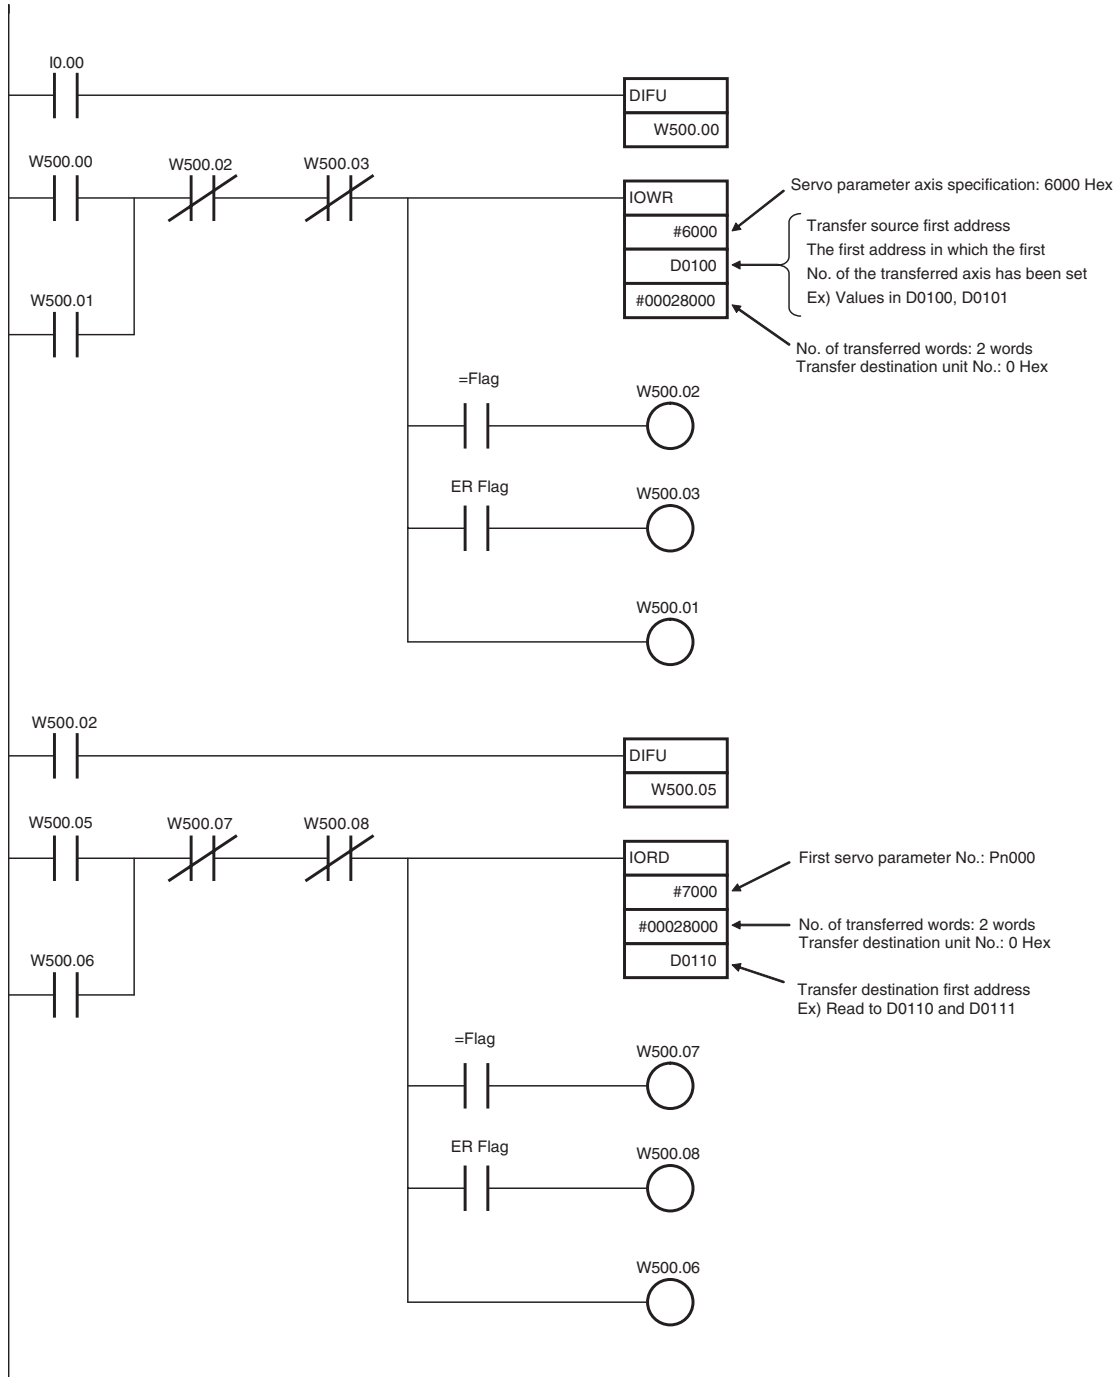 I0.00
DIFU
W500.00
W500.00
W500.02
W500.03
IOWR
#6000
D0100
#00028000
Servo parameter axis specification: 6000 Hex
Transfer source first address
The first address in which the first
No. of the transferred axis has been set
Ex) Values in D0100, D0101
No. of transferred words: 2 words
Transfer destination unit No.: 0 Hex
W500.01
=Flag
W500.02
ER Flag
W500.03
W500.01
W500.02
DIFU
W500.05
W500.05
W500.07
W500.08
IORD
#7000
#00028000
D0110
First servo parameter No.: Pn000
No. of transferred words: 2 words
Transfer destination unit No.: 0 Hex
Transfer destination first address
Ex) Read to D0110 and D0111
W500.06
=Flag
W500.07
ER Flag
W500.08
W500.06